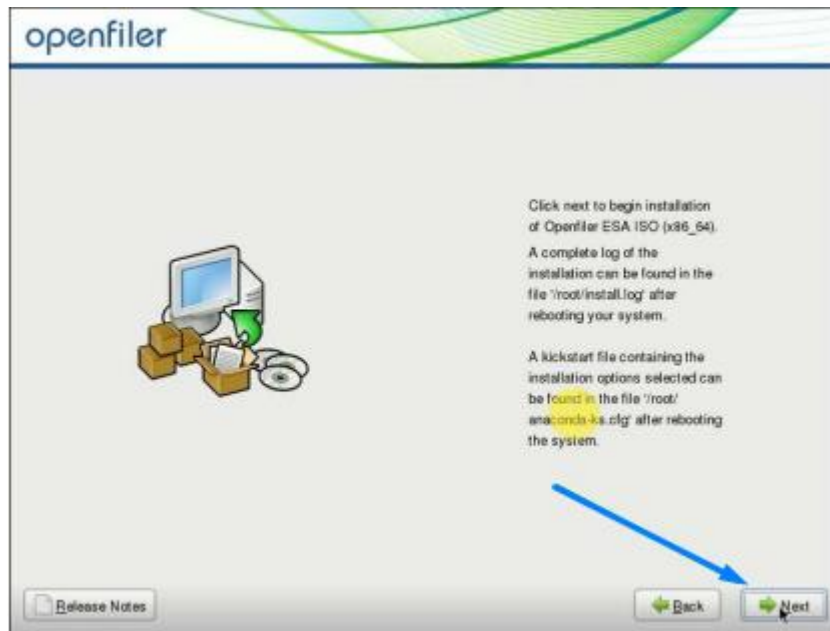 openfiler
Click next to begin installation
of Openfiler ESA ISO (x86_64).
A complete log of the
installation can be found in the
file '/root/install.log' after
rebooting your system.
A kickstart file containing the
installation options selected can
be found in the file '/root/
anaconda-ks.cfg' after rebooting
the system.
Release Notes
Back
Next